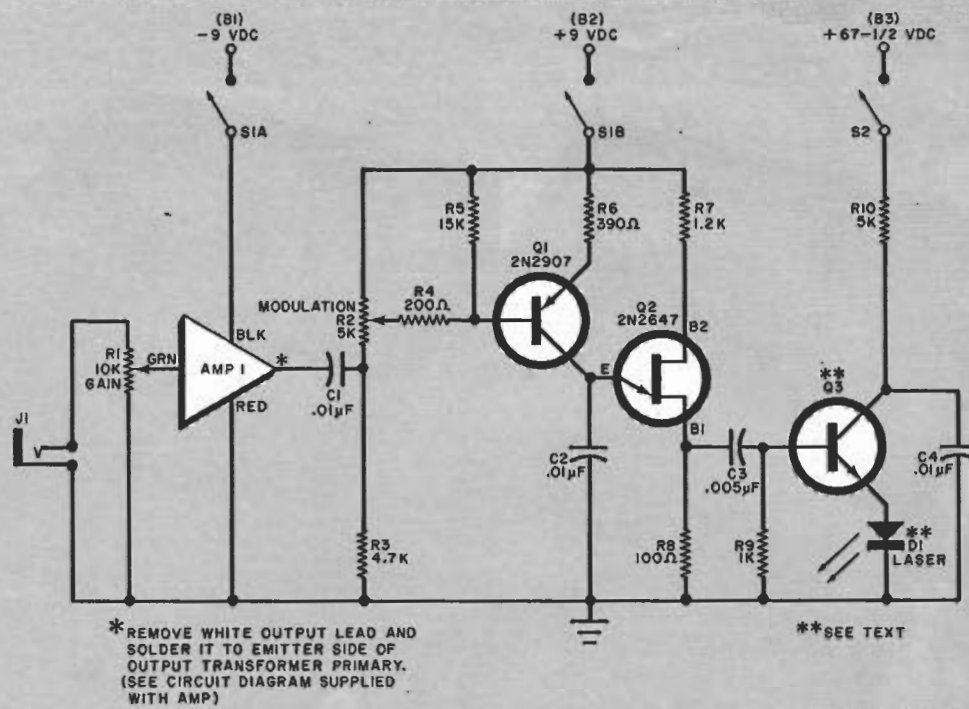 (B1)
-9 VDC
(B2)
+9 VDC
(B3)
+67-1/2 VDC
S1A
S1B
S2
R5
15K
R6
390Ω
R7
1.2K
R10
5K
Q1
2N2907
MODULATION
R2
5K
R4
200Ω
Q2
2N2647
B2
R1
10K
GAIN
GRN
BLK
AMP 1
*
RED
C1
.01µF
E
B1
**
Q3
J1
V
C2
.01µF
C3
.005µF
C4
.01µF
R3
4.7K
R8
100Ω
R9
1K
**
D1
LASER
* REMOVE WHITE OUTPUT LEAD AND
SOLDER IT TO EMITTER SIDE OF
OUTPUT TRANSFORMER PRIMARY.
(SEE CIRCUIT DIAGRAM SUPPLIED
WITH AMP)
**SEE TEXT